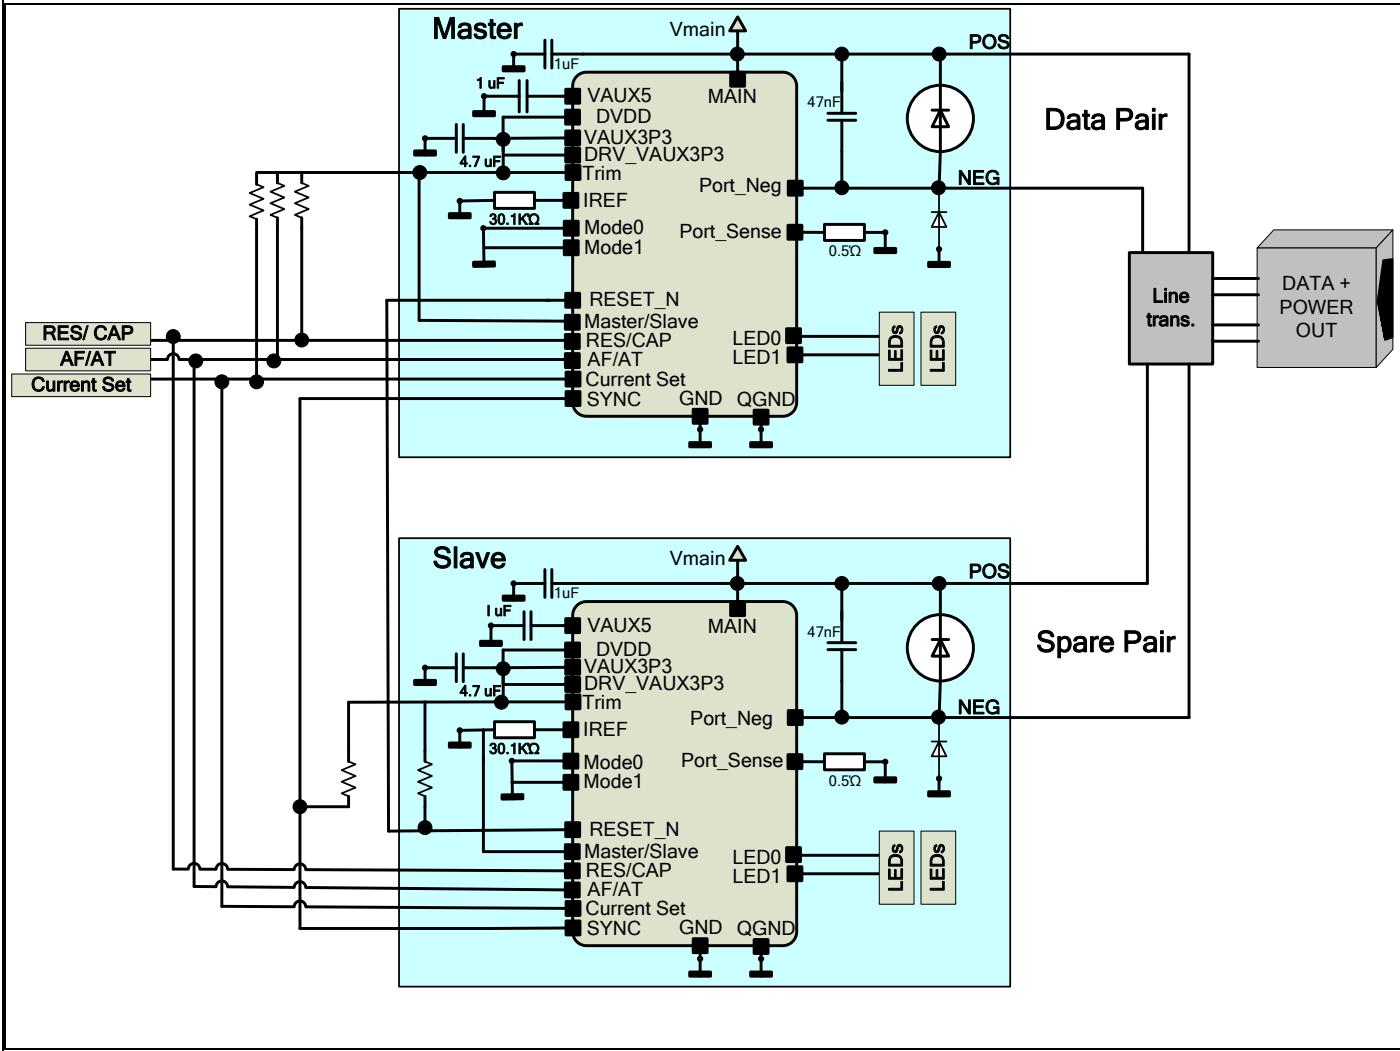 Master
Vmain
POS
1uF
1 uF
VAUX5
MAIN
47nF
DVDD
Data Pair
VAUX3P3
4.7 uF
DRV_VAUX3P3
Trim
Port_Neg
NEG
IREF
30.1KΩ
Mode0
Port_Sense
Mode1
0.5Ω
DATA +
POWER
OUT
Line
trans.
RESET_N
Master/Slave
RES/ CAP
RES/CAP
LED0
LEDs
LEDs
AF/AT
AF/AT
LED1
Current Set
Current Set
SYNC
GND
QGND
Slave
Vmain
POS
1uF
I uF
VAUX5
MAIN
47nF
DVDD
Spare Pair
VAUX3P3
4.7 uF
DRV_VAUX3P3
Trim
Port_Neg
NEG
IREF
30.1KΩ
Mode0
Port_Sense
Mode1
0.5Ω
RESET_N
Master/Slave
LED0
LEDs
LEDs
RES/CAP
LED1
AF/AT
Current Set
SYNC
GND
QGND